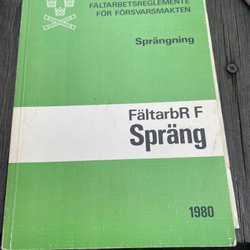 FÄLTARBETSREGLEMENTE
FÖR FÖRSVARSMAKTEN
Sprängning
FältarbR F
Spräng
1980